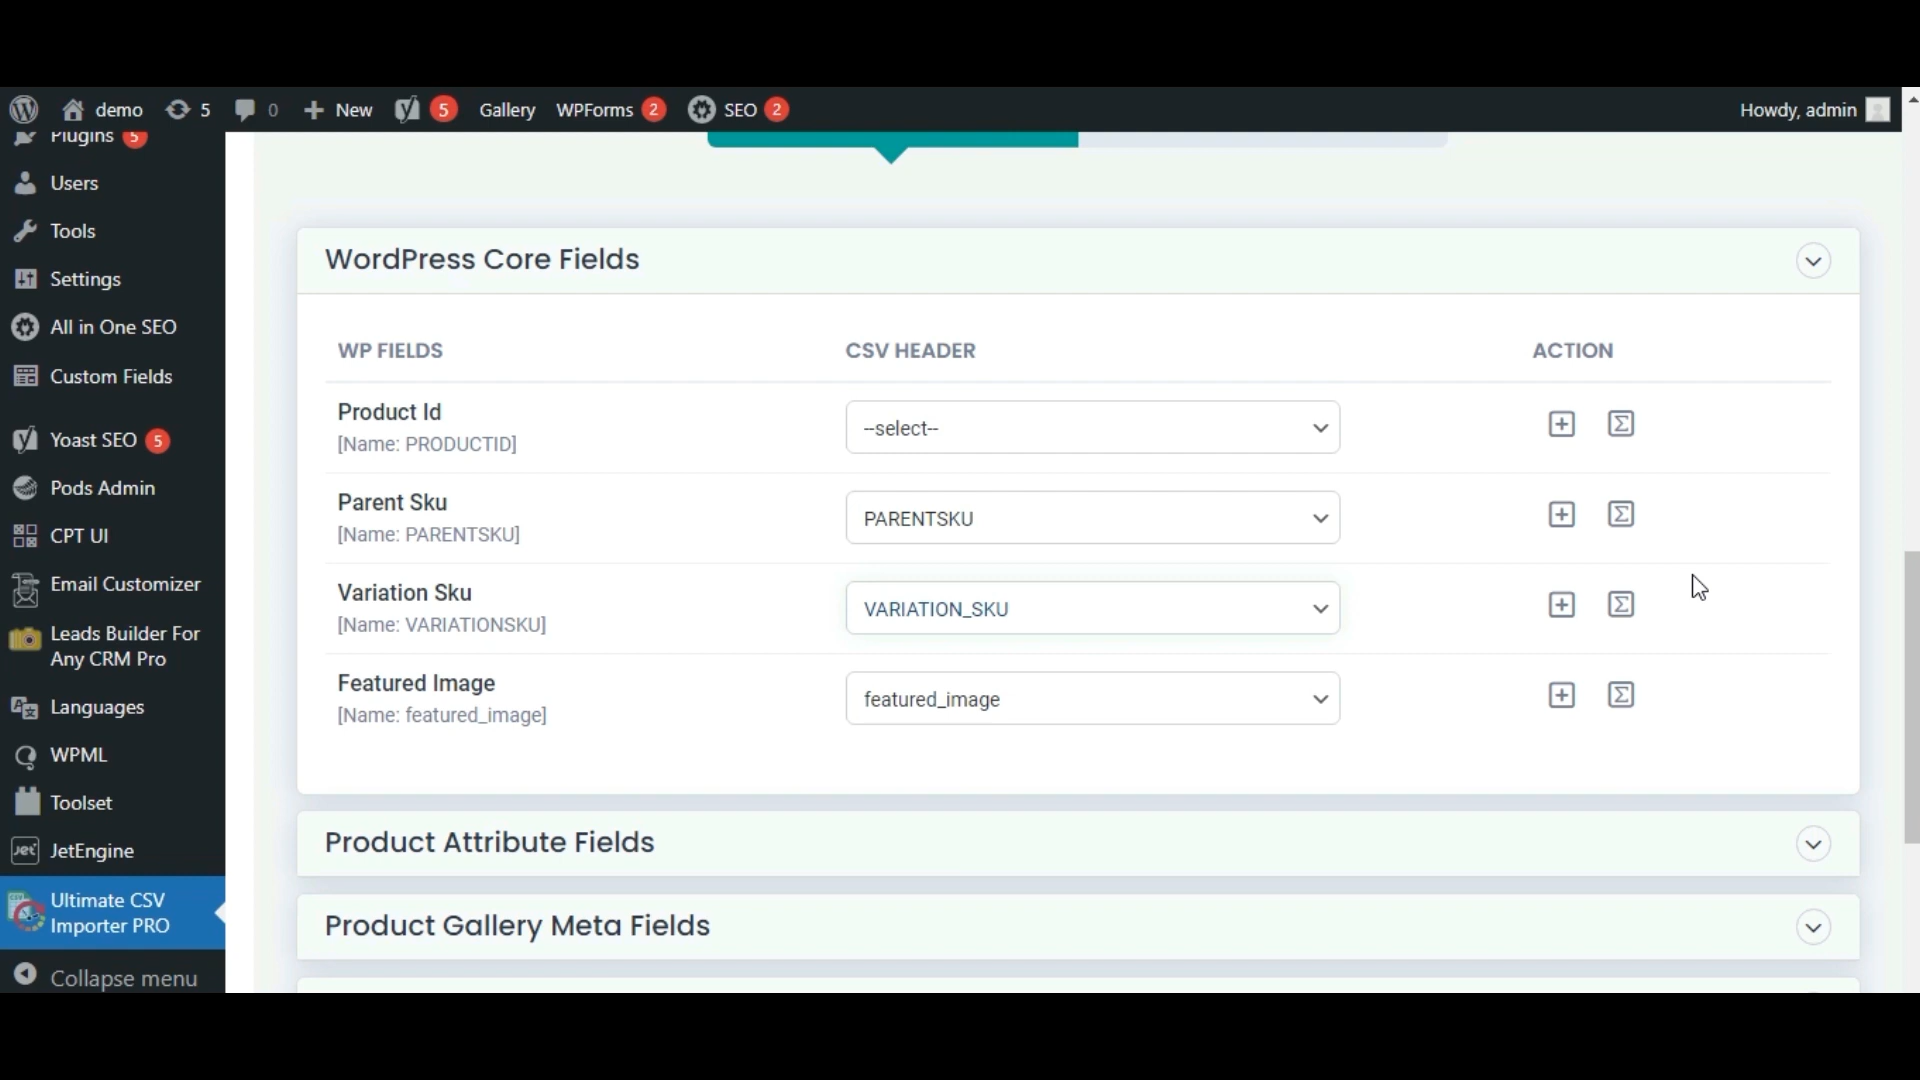 demo
5
0
New
5
Gallery
WPForms
2
SEO
2
Howdy, admin
Plugins
5
Users
Tools
Settings
All in One SEO
Custom Fields
Yoast SEO
5
Pods Admin
CPT UI
Email Customizer
Leads Builder For
Any CRM Pro
Languages
WPML
Toolset
JetEngine
Ultimate CSV
Importer PRO
Collapse menu
WordPress Core Fields
WP FIELDS
CSV HEADER
ACTION
Product Id
[Name: PRODUCTID]
--select--
Parent Sku
[Name: PARENTSKU]
PARENTSKU
Variation Sku
[Name: VARIATIONSKU]
VARIATION_SKU
Featured Image
[Name: featured_image]
featured_image
Product Attribute Fields
Product Gallery Meta Fields